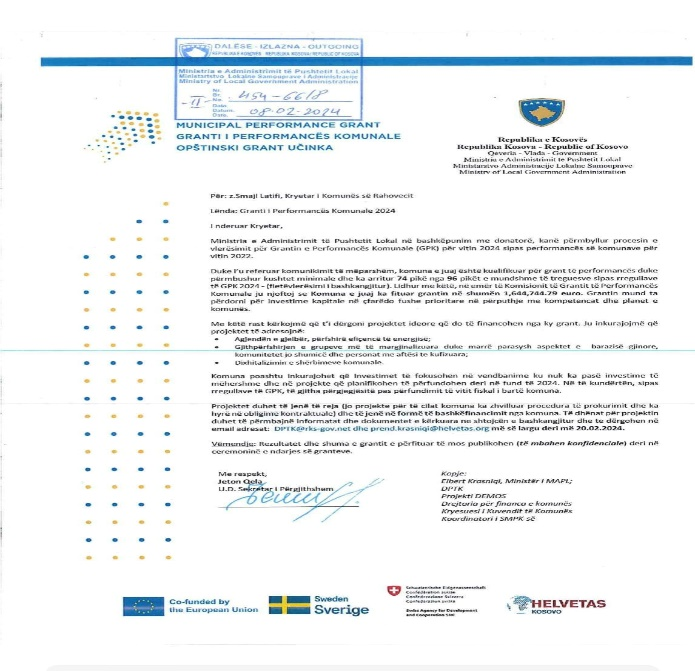 DALËSE - IZLAZNA - OUTGOING
REPUBLIKA E KOSOVËS - REPUBLIKA KOSOVA / REPUBLIC OF KOSOVO
Ministria e Administrimit të Pushtetit Lokal
Ministarstvo Lokalne Samouprave i Administracije
Ministry of Local Government Administration
Nr.
Br.
No. 454-66/8
-II-
Datë:
Datum:
Date: 08-02-2024
MUNICIPAL PERFORMANCE GRANT
GRANTI I PERFORMANCËS KOMUNALE
OPŠTINSKI GRANT UČINKA
Republika e Kosovës
Republika Kosova - Republic of Kosovo
Qeveria - Vlada - Government
Ministria e Administrimit të Pushtetit Lokal
Ministarstvo Administracije Lokalne Samouprave
Ministry of Local Government Administration
Për: z.Smajl Latifi, Kryetar i Komunës së Rahovecit
Lënda: Granti i Performancës Komunale 2024
I nderuar Kryetar,
Ministria e Administrimit të Pushtetit Lokal në bashkëpunim me donatorë, kanë përmbyllur procesin e
vlerësimit për Grantin e Performancës Komunale (GPK) për vitin 2024 sipas performancës së komunave për
vitin 2022.
Duke i'u referuar komunikimit të mëparshëm, komuna e juaj është kualifikuar për grant të performancës duke
përmbushur kushtet minimale dhe ka arritur 74 pikë nga 96 pikët e mundshme të treguesve sipas rregullave
të GPK 2024 - (fletëvlerësimi i bashkangjitur). Lidhur me këtë, në emër të Komisionit të Grantit të Performancës
Komunale ju njoftoj se Komuna e juaj ka fituar grantin në shumën 1,644,244.29 euro. Grantin mund ta
përdorni për investime kapitale në çfarëdo fushe prioritare në përputhje me kompetencat dhe planet e
komunës.
Me këtë rast kërkojmë që t'i dërgoni projektet ideore që do të financohen nga ky grant. Ju inkurajojmë që
projektet të adresojnë:
• Agjendën e gjelbër, përfshirë efiçencë të energjisë;
• Gjithpërfshirjen e grupeve më të margjinalizuara duke marrë parasysh aspektet e barazisë gjinore,
komunitetet jo shumicë dhe personat me aftësi te kufizuara;
• Dixhitalizimin e shërbimeve komunale.
Komuna poashtu inkurajohet që investimet të fokusohen në vendbanime ku nuk ka pasë investime të
mëhershme dhe në projekte që planifikohen të përfundohen deri në fund të 2024. Në të kundërtën, sipas
rregullave të GPK, të gjitha përgjegjësitë pas përfundimit të vitit fiskal i bartë komuna.
Projektet duhet të jenë të reja (jo projekte për të cilat komuna ka zhvilluar procedura të prokurimit dhe ka
hyrë në obligime kontraktuale) dhe të jenë në formë të bashkëfinancimit nga komuna. Të dhënat për projektin
duhet të përmbajnë informatat dhe dokumentet e kërkuara ne shtojcën e bashkangjitur dhe te dërgohen në
email adresat: DPTK@rks-gov.net dhe prend.krasniqi@helvetas.org më së largu deri më 20.02.2024.
Vëmendje: Rezultatet dhe shuma e grantit e përfituar të mos publikohen (të mbahen konfidenciale) deri në
ceremoninë e ndarjes së granteve.
Me respekt,
Jeton Qela
U.D. Sekretar i Përgjithshëm
Kopje:
Elbert Krasniqi, Ministër i MAPL;
DPTK
Projekti DEMOS
Drejtoria për financa e komunës
Kryesuesi i Kuvendit të Komunës
Koordinatori i SMPK së
Co-funded by
the European Union
Sweden
Sverige
Schweizerische Eidgenossenschaft
Confédération suisse
Confederazione Svizzera
Confederaziun svizra
Swiss Agency for Development
and Cooperation SDC
HELVETAS
KOSOVO